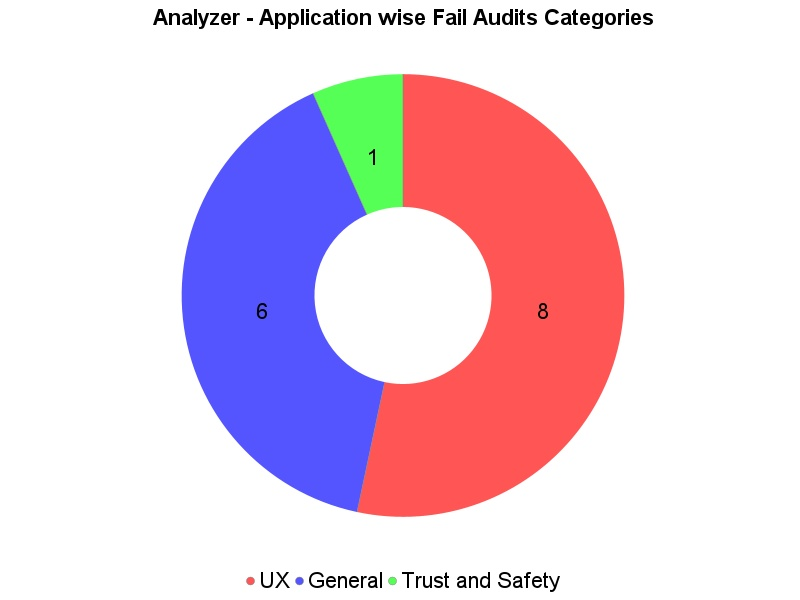 Analyzer - Application wise Fail Audits Categories
1
6
8
UX General Trust and Safety